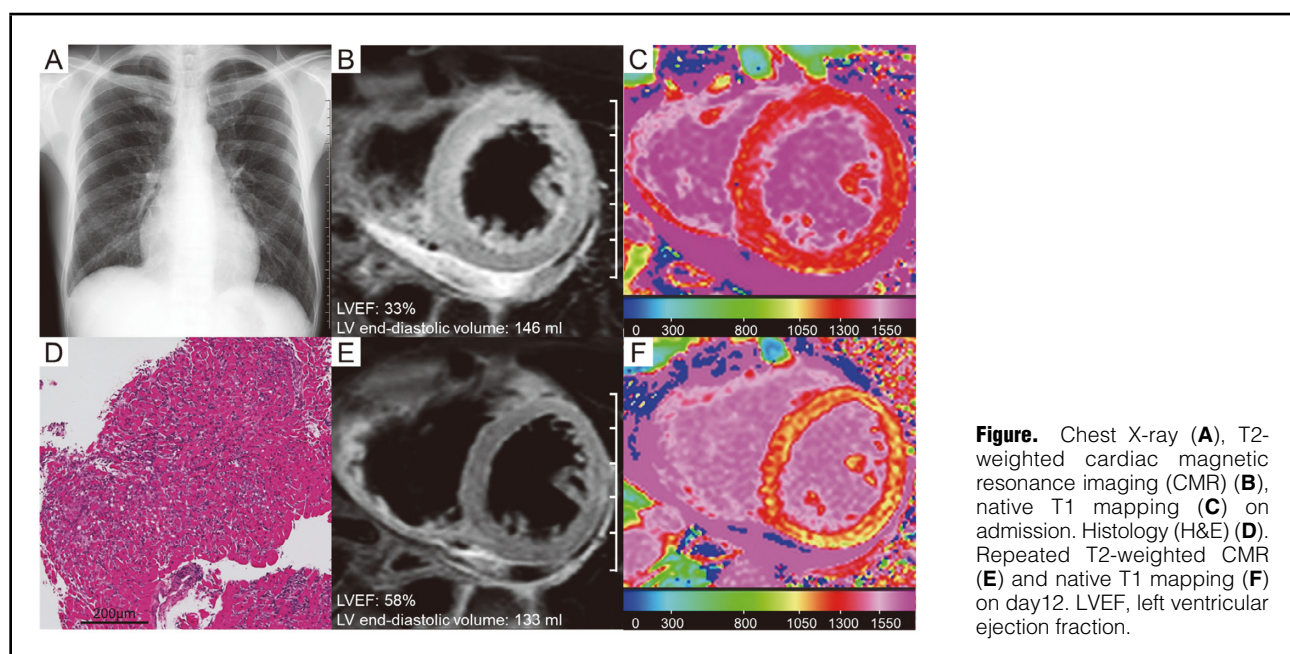 A
B
C
LVEF: 33%
LV end-diastolic volume: 146 ml
0 300 800 1050 1300 1550
D
E
F
200μm
LVEF: 58%
LV end-diastolic volume: 133 ml
0 300 800 1050 1300 1550
Figure. Chest X-ray (A), T2-
weighted cardiac magnetic
resonance imaging (CMR) (B),
native T1 mapping (C) on
admission. Histology (H&E) (D).
Repeated T2-weighted CMR
(E) and native T1 mapping (F)
on day12. LVEF, left ventricular
ejection fraction.